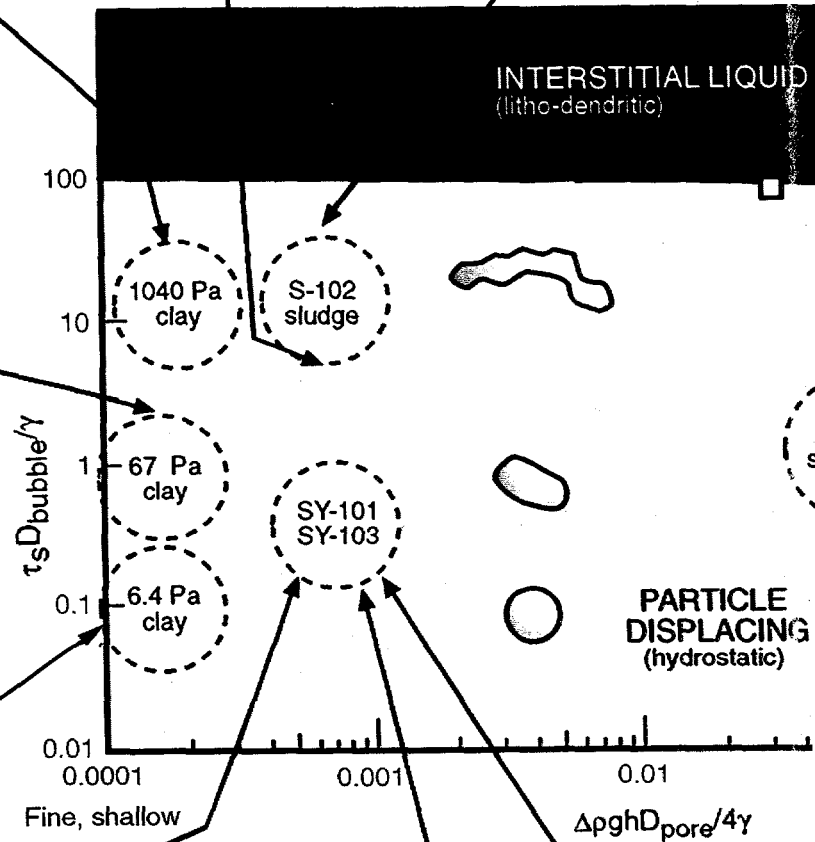 INTERSTITIAL LIQUID
(litho-dendritic)
100
1040 Pa
clay
S-102
sludge
10
τsDbubble/γ
1
67 Pa
clay
s
SY-101
SY-103
0.1
6.4 Pa
clay
PARTICLE
DISPLACING
(hydrostatic)
0.01
0.0001
0.001
0.01
Fine, shallow
ΔρghDpore/4γ